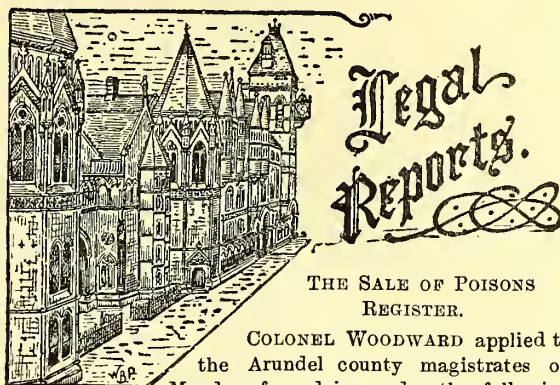 Legal
Reports.
THE SALE OF POISONS
REGISTER.
COLONEL WOODWARD applied
the Arundel county magistrates